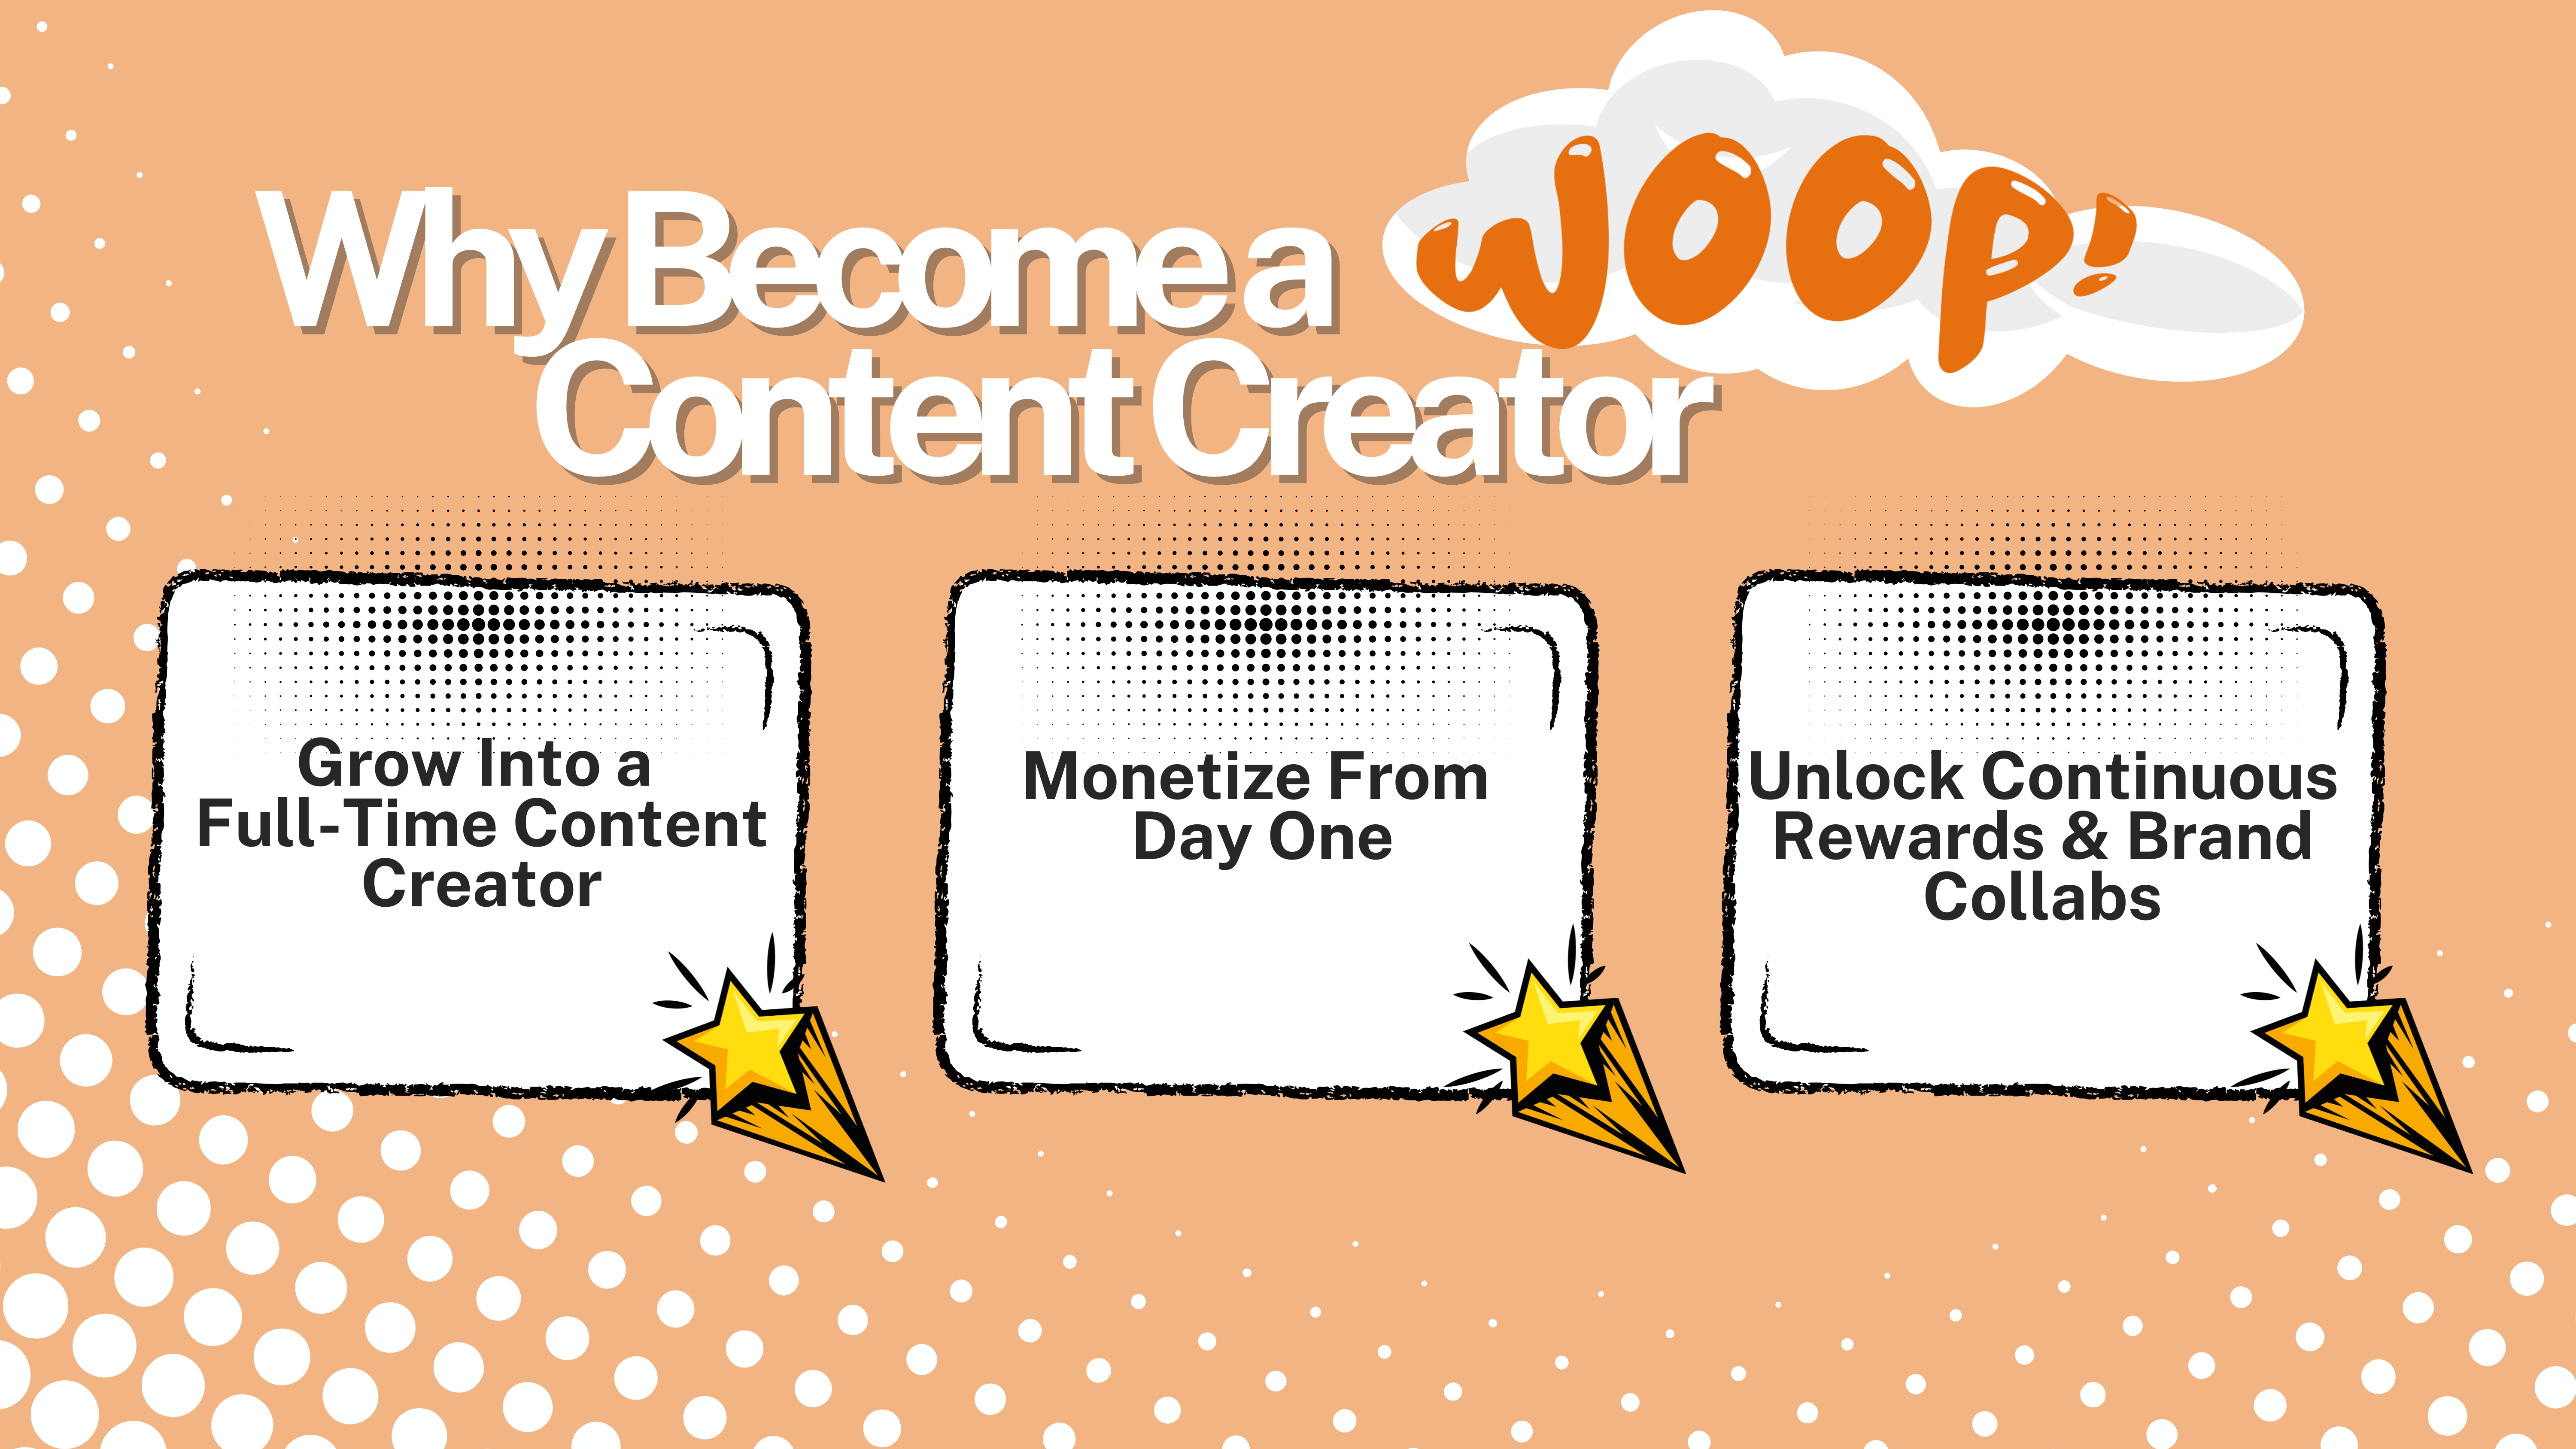 Why Become a
woop!
Content Creator
Grow Into a
Full-Time Content
Creator
Monetize From
Day One
Unlock Continuous
Rewards & Brand
Collabs